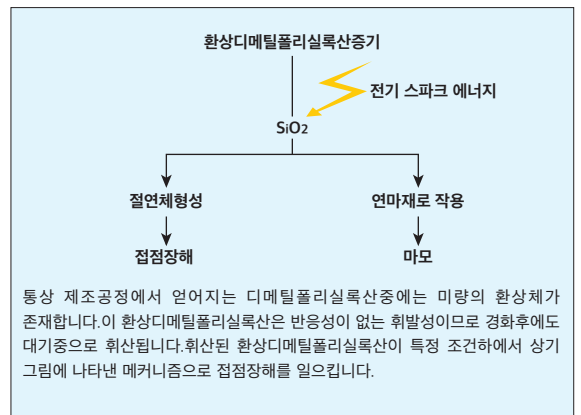 환상디메틸폴리실록산증기
전기 스파크 에너지
SiO2
절연체형성
연마재로 작용
접점장해
마모
통상 제조공정에서 얻어지는 디메틸폴리실록산중에는 미량의 환상체가
존재합니다.이 환상디메틸폴리실록산은 반응성이 없는 휘발성이므로 경화후에도
대기중으로 휘산됩니다.휘산된 환상디메틸폴리실록산이 특정 조건하에서 상기
그림에 나타낸 메커니즘으로 접점장해를 일으킵니다.